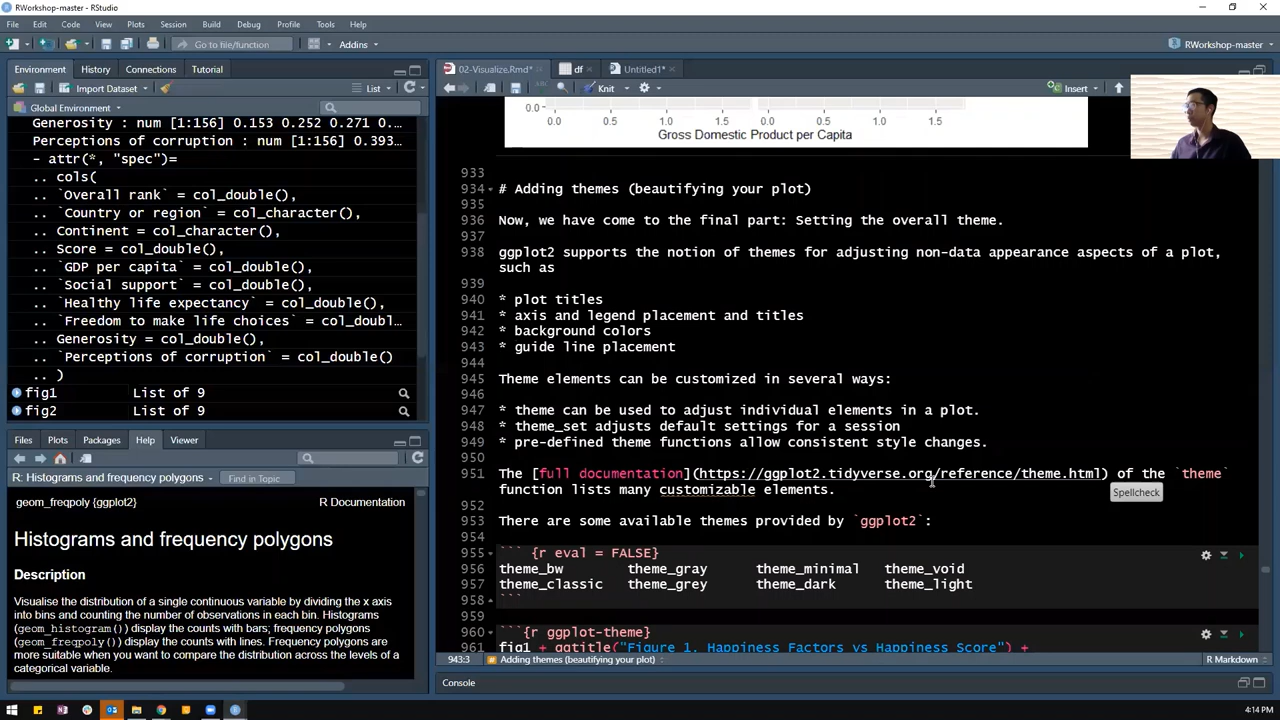 RWorkshop-master - RStudio
File Edit Code View Plots Session Build Debug Profile Tools Help
Go to file/function Addins RWorkshop-master
Environment History Connections Tutorial
Import Dataset List
Global Environment
Generosity : num [1:156] 0.153 0.252 0.271 0...
Perceptions of corruption : num [1:156] 0.393...
- attr(*, "spec")=
.. cols(
.. `Overall rank` = col_double(),
.. `Country or region` = col_character(),
.. Continent = col_character(),
.. Score = col_double(),
.. `GDP per capita` = col_double(),
.. `Social support` = col_double(),
.. `Healthy life expectancy` = col_double(),
.. `Freedom to make life choices` = col_doubl...
.. Generosity = col_double(),
.. `Perceptions of corruption` = col_double()
.. )
fig1 List of 9
fig2 List of 9
Files Plots Packages Help Viewer
R: Histograms and frequency polygons Find in Topic
geom_freqpoly {ggplot2} R Documentation
Histograms and frequency polygons
Description
Visualise the distribution of a single continuous variable by dividing the x axis
into bins and counting the number of observations in each bin. Histograms
(geom_histogram()) display the counts with bars; frequency polygons
(geom_freqpoly()) display the counts with lines. Frequency polygons are
more suitable when you want to compare the distribution across the levels of a
categorical variable.
02-Visualize.Rmd* df Untitled1*
Knit Insert
0.0
0.0 0.5 1.0 1.5 0.0 0.5 1.0 1.5
Gross Domestic Product per Capita
933
934 # Adding themes (beautifying your plot)
935
936 Now, we have come to the final part: Setting the overall theme.
937
938 ggplot2 supports the notion of themes for adjusting non-data appearance aspects of a plot,
such as
939
940 * plot titles
941 * axis and legend placement and titles
942 * background colors
943 * guide line placement
944
945 Theme elements can be customized in several ways:
946
947 * theme can be used to adjust individual elements in a plot.
948 * theme_set adjusts default settings for a session
949 * pre-defined theme functions allow consistent style changes.
950
951 The [full documentation](https://ggplot2.tidyverse.org/reference/theme.html) of the `theme`
function lists many customizable elements.
Spellcheck
952
953 There are some available themes provided by `ggplot2`:
954
955 ``` {r eval = FALSE}
956 theme_bw theme_gray theme_minimal theme_void
957 theme_classic theme_grey theme_dark theme_light
958 ```
959
960 ```{r ggplot-theme}
961 fig1 + ggtitle("Figure 1. Happiness Factors vs Happiness Score") +
943:3 Adding themes (beautifying your plot) R Markdown
Console
4:14 PM